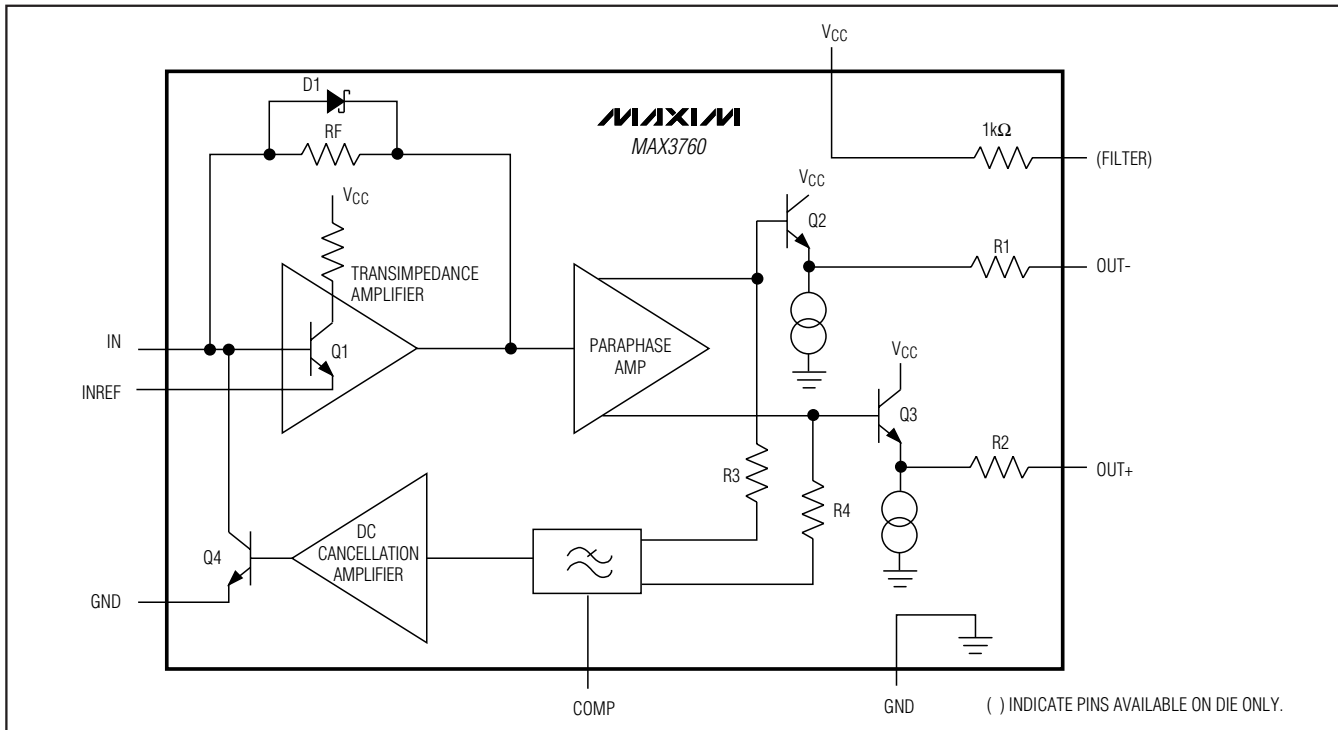 VCC
D1
MAXIM
MAX3760
RF
1kΩ
(FILTER)
VCC
VCC
Q2
R1
OUT-
TRANSIMPEDANCE
AMPLIFIER
IN
Q1
PARAPHASE
AMP
VCC
INREF
Q3
R2
OUT+
R3
R4
DC
CANCELLATION
AMPLIFIER
Q4
GND
COMP
GND
( ) INDICATE PINS AVAILABLE ON DIE ONLY.